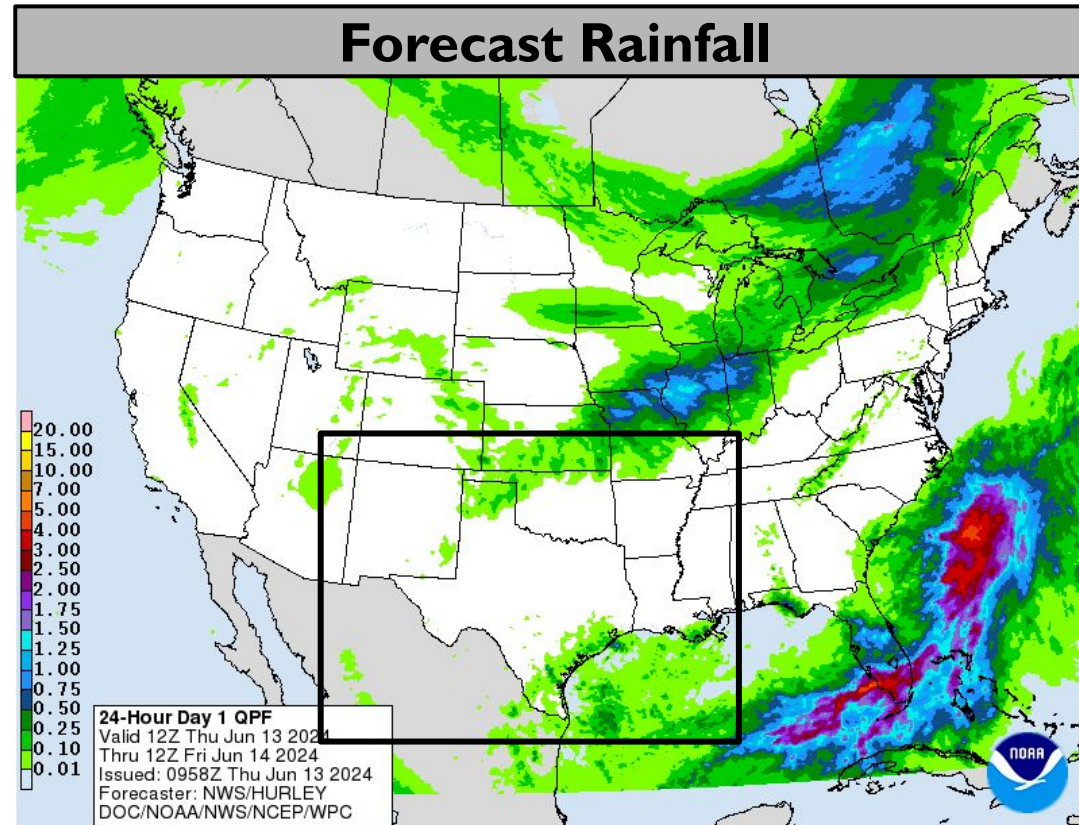 Forecast Rainfall
20.00
15.00
10.00
7.00
5.00
4.00
3.00
2.50
2.00
1.75
1.50
1.25
1.00
0.75
0.50
0.25
0.10
0.01
24-Hour Day 1 QPF
Valid 12Z Thu Jun 13 2024
Thru 12Z Fri Jun 14 2024
Issued: 0958Z Thu Jun 13 2024
Forecaster: NWS/HURLEY
DOC/NOAA/NWS/NCEP/WPC
NOAA